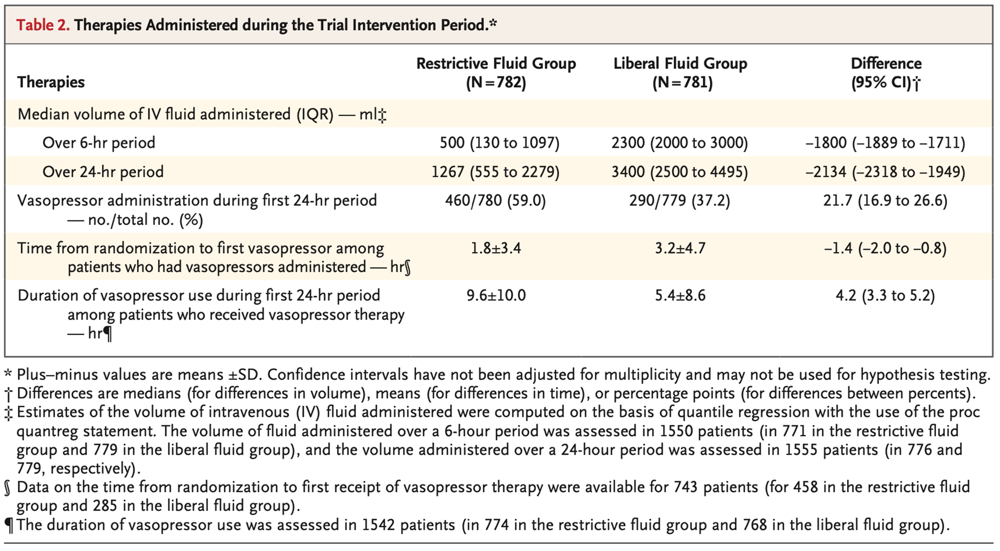 Table 2. Therapies Administered during the Trial Intervention Period.*
Therapies
Restrictive Fluid Group
(N=782)
Liberal Fluid Group
(N=781)
Difference
(95% CI)†
Median volume of IV fluid administered (IQR) — ml‡
Over 6-hr period 500 (130 to 1097) 2300 (2000 to 3000) –1800 (–1889 to –1711)
Over 24-hr period 1267 (555 to 2279) 3400 (2500 to 4495) –2134 (–2318 to –1949)
Vasopressor administration during first 24-hr period 460/780 (59.0) 290/779 (37.2) 21.7 (16.9 to 26.6)
— no./total no. (%)
Time from randomization to first vasopressor among 1.8±3.4 3.2±4.7 –1.4 (–2.0 to –0.8)
patients who had vasopressors administered — hr§
Duration of vasopressor use during first 24-hr period 9.6±10.0 5.4±8.6 4.2 (3.3 to 5.2)
among patients who received vasopressor therapy
— hr¶
* Plus–minus values are means ±SD. Confidence intervals have not been adjusted for multiplicity and may not be used for hypothesis testing.
† Differences are medians (for differences in volume), means (for differences in time), or percentage points (for differences between percents).
‡ Estimates of the volume of intravenous (IV) fluid administered were computed on the basis of quantile regression with the use of the proc
quantreg statement. The volume of fluid administered over a 6-hour period was assessed in 1550 patients (in 771 in the restrictive fluid
group and 779 in the liberal fluid group), and the volume administered over a 24-hour period was assessed in 1555 patients (in 776 and
779, respectively).
§ Data on the time from randomization to first receipt of vasopressor therapy were available for 743 patients (for 458 in the restrictive fluid
group and 285 in the liberal fluid group).
¶ The duration of vasopressor use was assessed in 1542 patients (in 774 in the restrictive fluid group and 768 in the liberal fluid group).